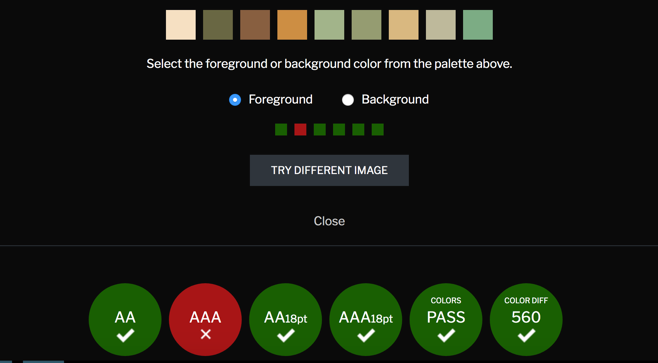 Select the foreground or background color from the palette above.
Foreground Background
TRY DIFFERENT IMAGE
Close
COLORS COLOR DIFF
AA AAA AA18pt AAA18pt PASS 560